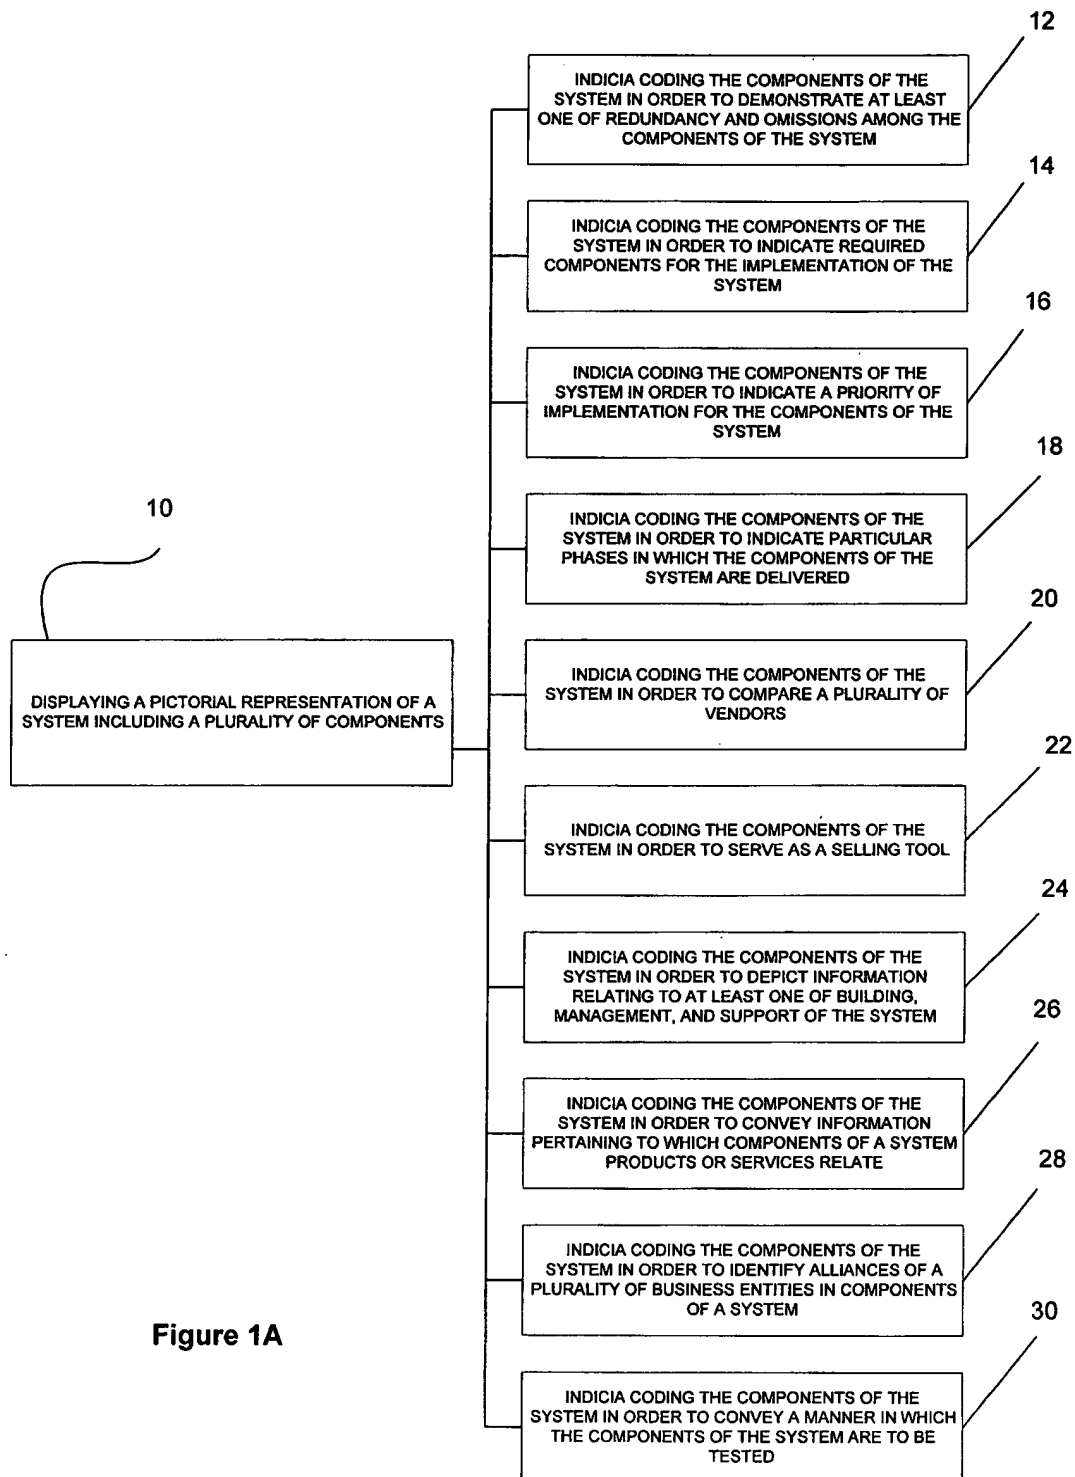 12
INDICIA CODING THE COMPONENTS OF THE
SYSTEM IN ORDER TO DEMONSTRATE AT LEAST
ONE OF REDUNDANCY AND OMISSIONS AMONG THE
COMPONENTS OF THE SYSTEM
14
INDICIA CODING THE COMPONENTS OF THE
SYSTEM IN ORDER TO INDICATE REQUIRED
COMPONENTS FOR THE IMPLEMENTATION OF THE
SYSTEM
16
INDICIA CODING THE COMPONENTS OF THE
SYSTEM IN ORDER TO INDICATE A PRIORITY OF
IMPLEMENTATION FOR THE COMPONENTS OF THE
SYSTEM
18
INDICIA CODING THE COMPONENTS OF THE
SYSTEM IN ORDER TO INDICATE PARTICULAR
PHASES IN WHICH THE COMPONENTS OF THE
SYSTEM ARE DELIVERED
10
DISPLAYING A PICTORIAL REPRESENTATION OF A
SYSTEM INCLUDING A PLURALITY OF COMPONENTS
20
INDICIA CODING THE COMPONENTS OF THE
SYSTEM IN ORDER TO COMPARE A PLURALITY OF
VENDORS
22
INDICIA CODING THE COMPONENTS OF THE
SYSTEM IN ORDER TO SERVE AS A SELLING TOOL
24
INDICIA CODING THE COMPONENTS OF THE
SYSTEM IN ORDER TO DEPICT INFORMATION
RELATING TO AT LEAST ONE OF BUILDING,
MANAGEMENT, AND SUPPORT OF THE SYSTEM
26
INDICIA CODING THE COMPONENTS OF THE
SYSTEM IN ORDER TO CONVEY INFORMATION
PERTAINING TO WHICH COMPONENTS OF A SYSTEM
PRODUCTS OR SERVICES RELATE
28
INDICIA CODING THE COMPONENTS OF THE
SYSTEM IN ORDER TO IDENTIFY ALLIANCES OF A
PLURALITY OF BUSINESS ENTITIES IN COMPONENTS
OF A SYSTEM
30
INDICIA CODING THE COMPONENTS OF THE
SYSTEM IN ORDER TO CONVEY A MANNER IN WHICH
THE COMPONENTS OF THE SYSTEM ARE TO BE
TESTED
Figure 1A